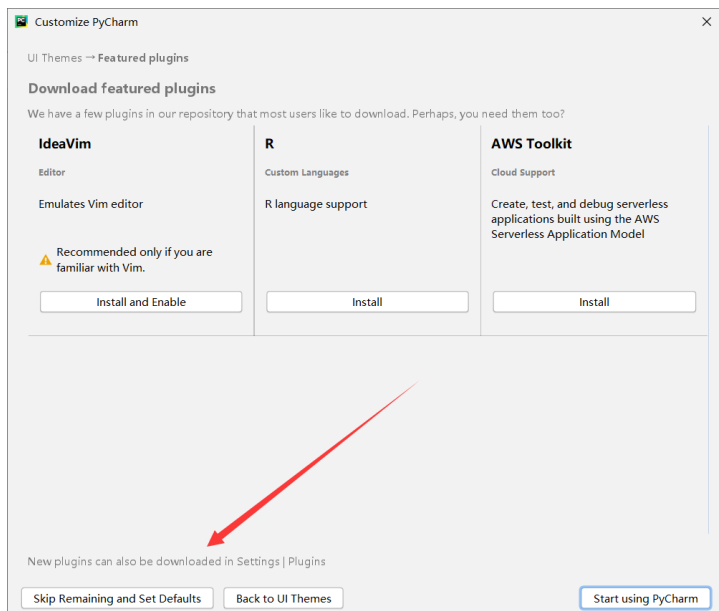 Customize PyCharm
UI Themes → Featured plugins
Download featured plugins
We have a few plugins in our repository that most users like to download. Perhaps, you need them too?
IdeaVim
Editor
Emulates Vim editor
Recommended only if you are
familiar with Vim.
Install and Enable
R
Custom Languages
R language support
Install
AWS Toolkit
Cloud Support
Create, test, and debug serverless
applications built using the AWS
Serverless Application Model
Install
New plugins can also be downloaded in Settings | Plugins
Skip Remaining and Set Defaults
Back to UI Themes
Start using PyCharm